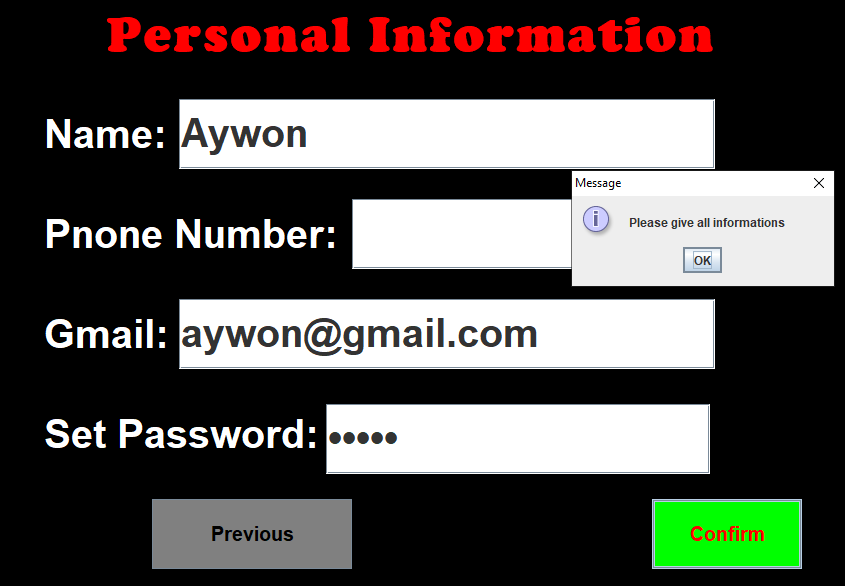 Personal Information
Name: Aywon
Message
Please give all informations
OK
Pnone Number:
Gmail: aywon@gmail.com
Set Password: •••••
Previous
Confirm